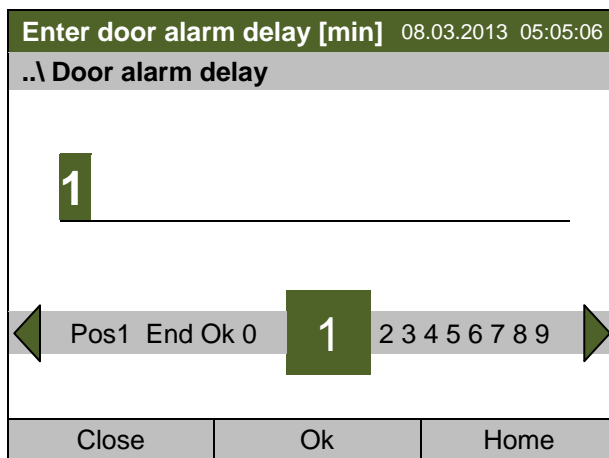 Enter door alarm delay [min] 08.03.2013 05:05:06
..\ Door alarm delay
1
Pos1 End Ok 0 1 2 3 4 5 6 7 8 9
Close Ok Home